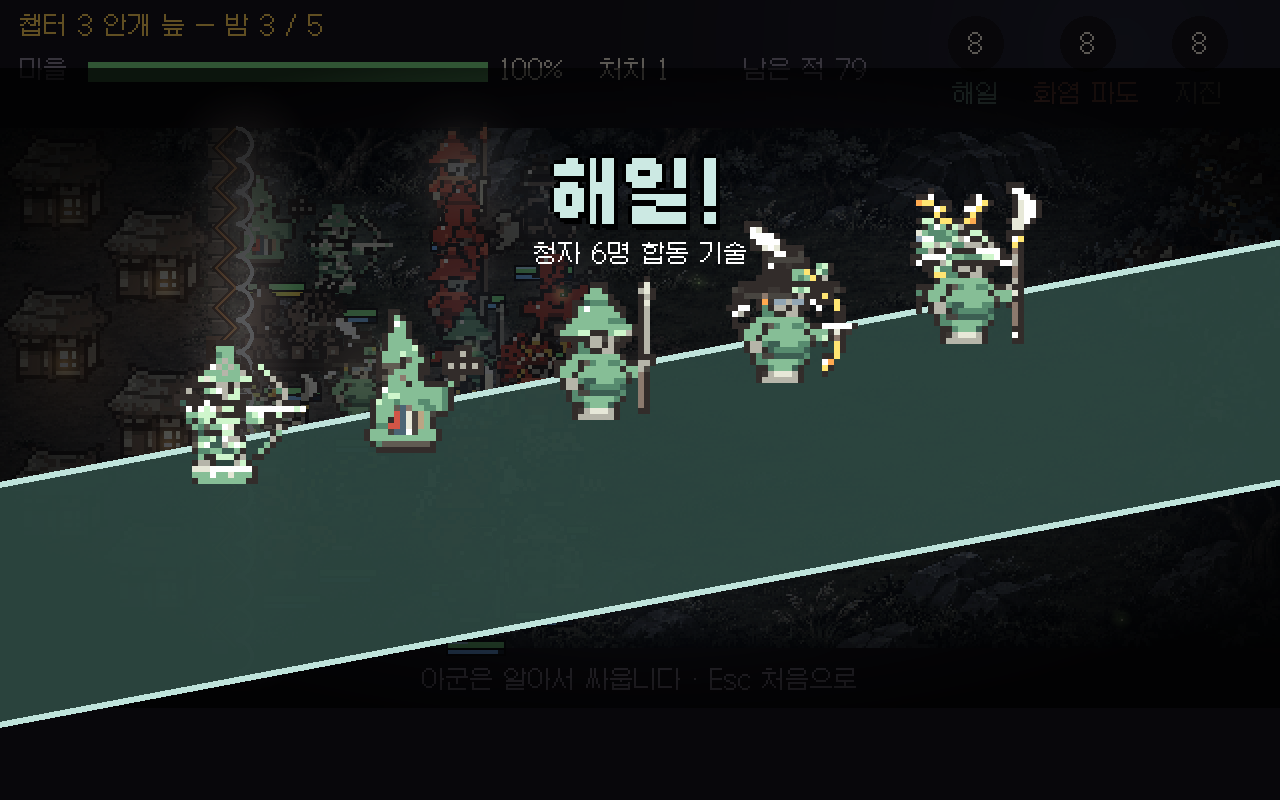 챕터 3 안개 늪 — 밤 3 / 5
마을 100% 처치 1 남은 적 79
8 8 8
해일 화염 파도 지진
해일!
청자 6명 합동 기술
아군은 알아서 싸웁니다 · Esc 처음으로